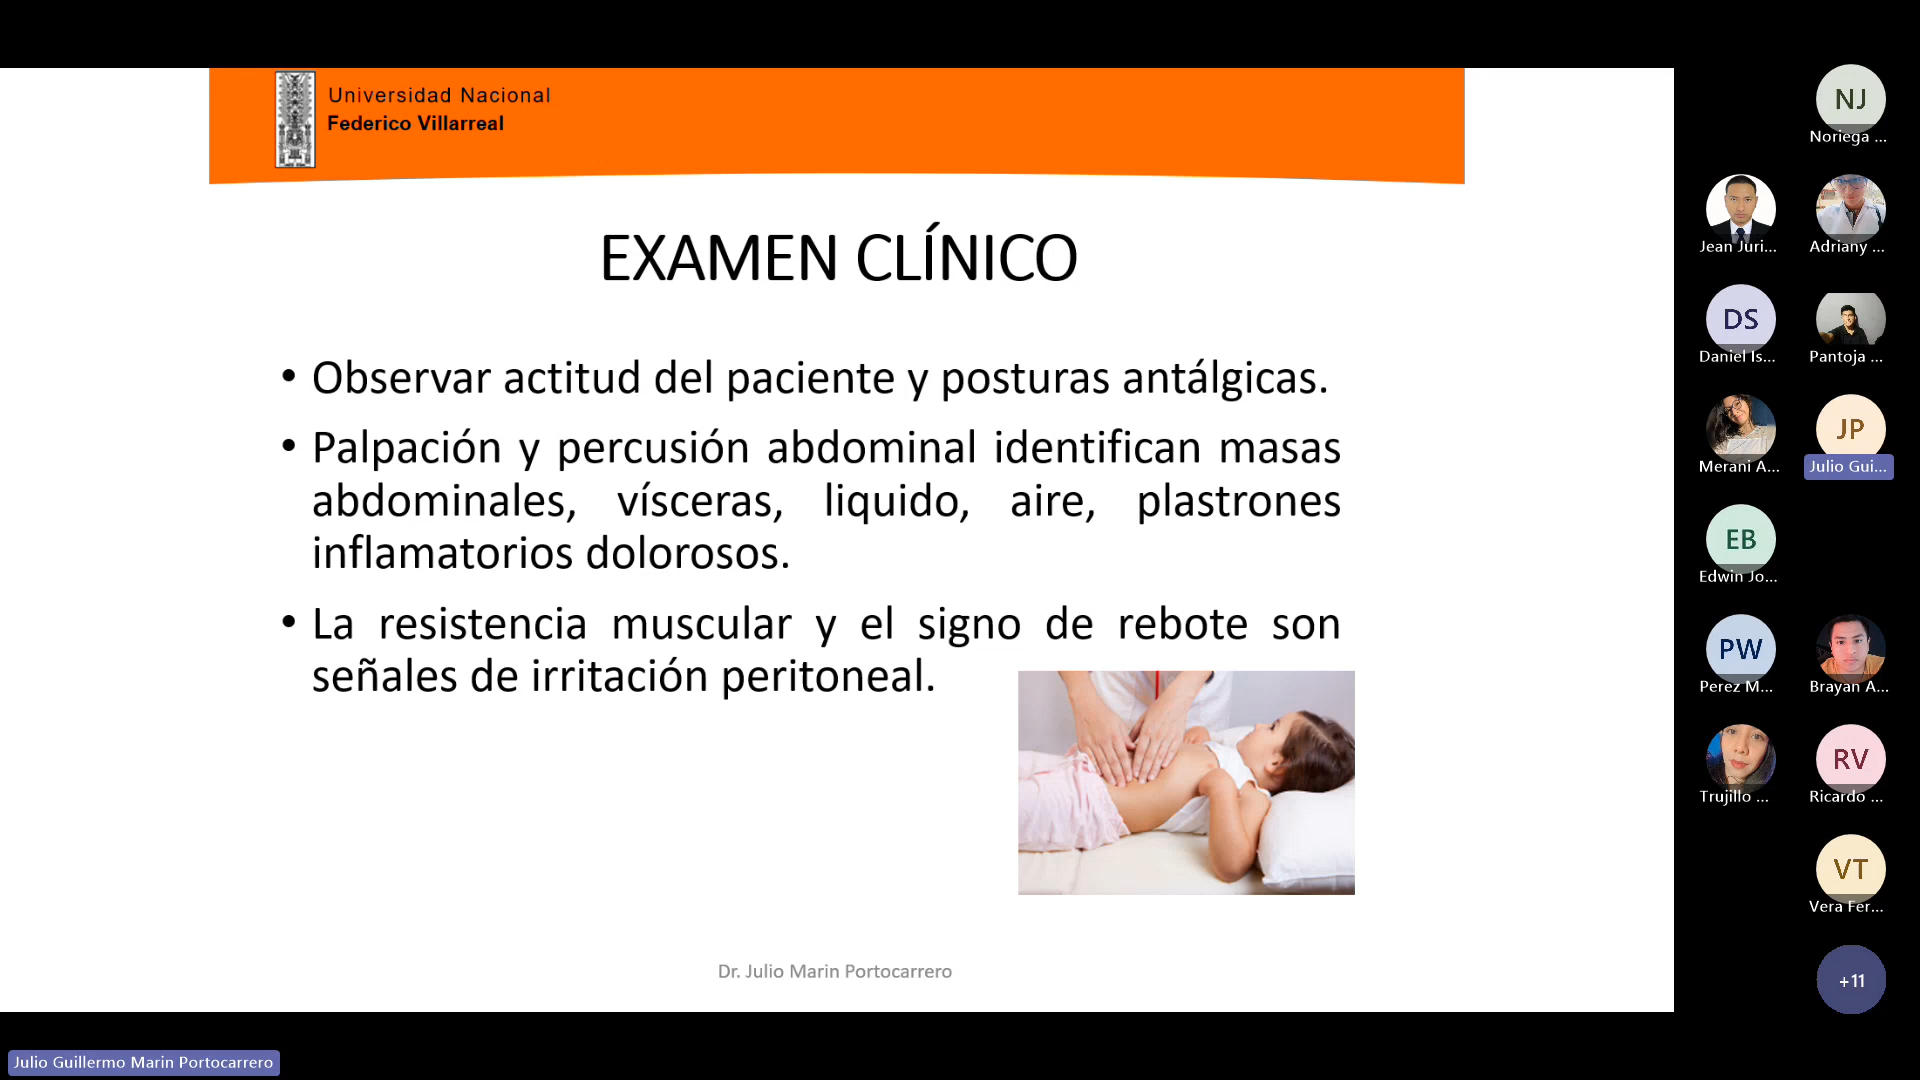 Universidad Nacional
Federico Villarreal
EXAMEN CLÍNICO
• Observar actitud del paciente y posturas antálgicas.
• Palpación y percusión abdominal identifican masas
abdominales, vísceras, liquido, aire, plastrones
inflamatorios dolorosos.
• La resistencia muscular y el signo de rebote son
señales de irritación peritoneal.
Dr. Julio Marin Portocarrero
Julio Guillermo Marin Portocarrero
NJ
Noriega ...
Jean Juri...
Adriany ...
DS
Daniel Is...
Pantoja ...
Merani A...
JP
Julio Gui...
EB
Edwin Jo...
PW
Perez M...
Brayan A...
Trujillo ...
RV
Ricardo ...
VT
Vera Fer...
+11